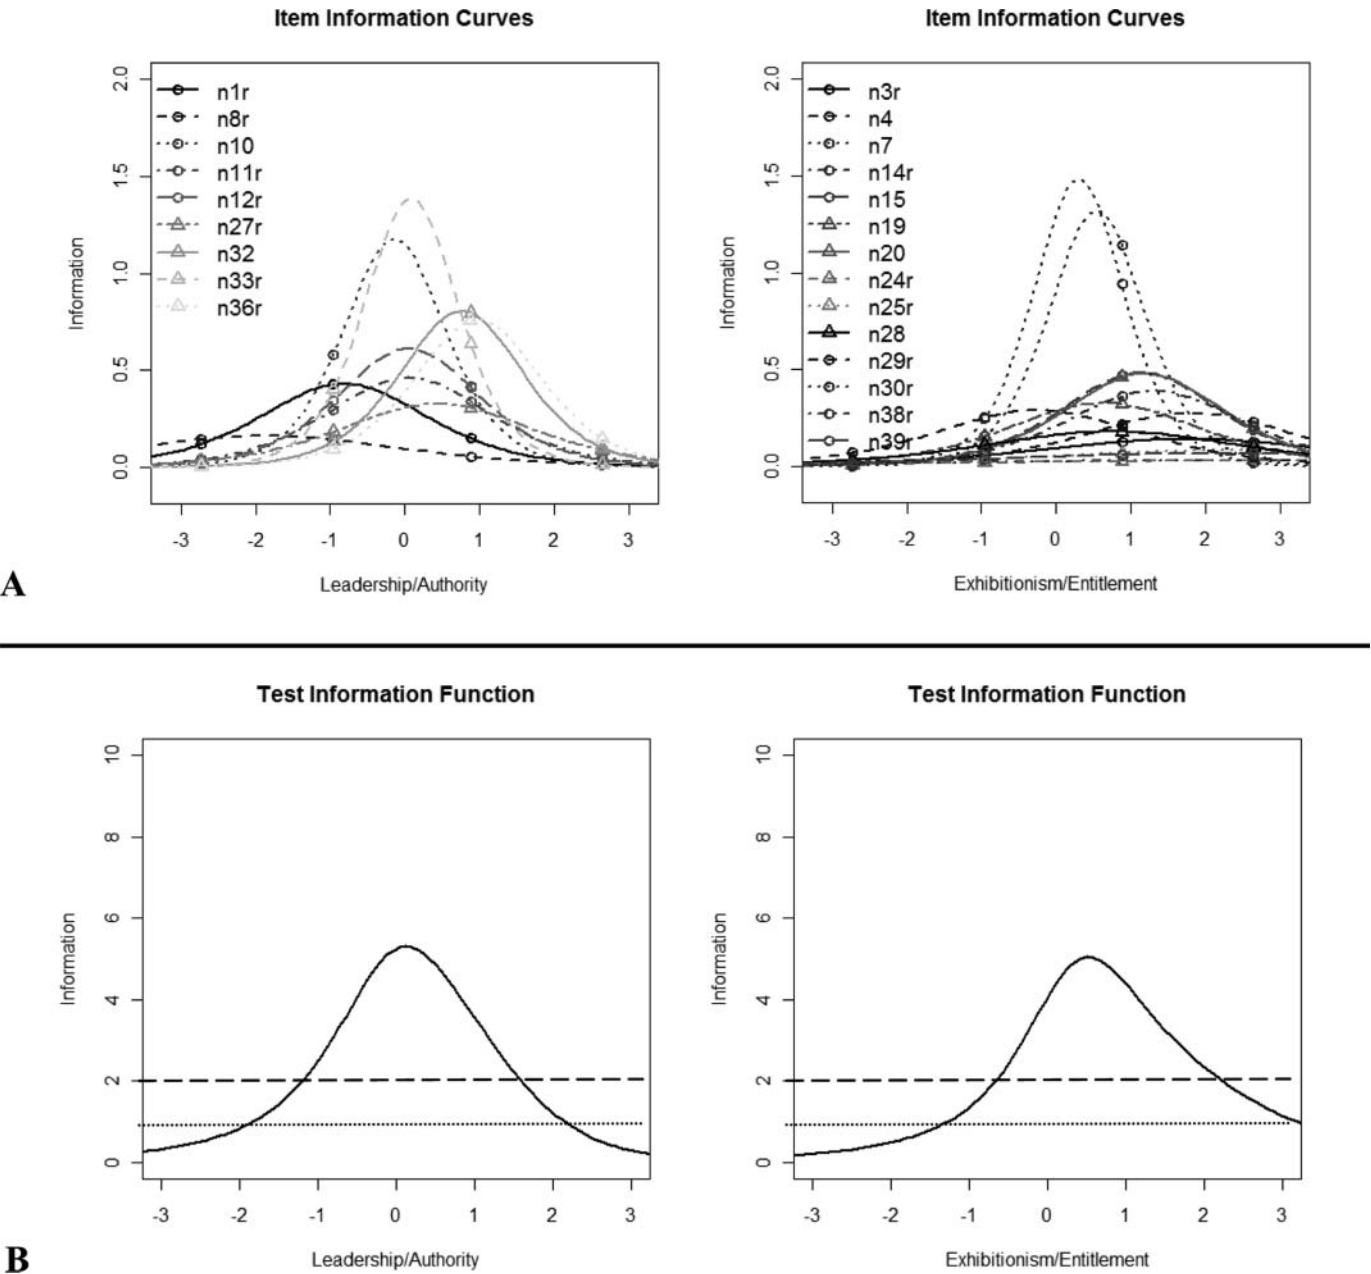 Item Information Curves
2.0
1.5
1.0
0.5
0.0
Information
n1r
n8r
n10
n11r
n12r
n27r
n32
n33r
n36r
-3 -2 -1 0 1 2 3
Leadership/Authority
Item Information Curves
2.0
1.5
1.0
0.5
0.0
Information
n3r
n4
n7
n14r
n15
n19
n20
n24r
n25r
n28
n29r
n30r
n38r
n39
-3 -2 -1 0 1 2 3
Exhibitionism/Entitlement
A
Test Information Function
10
8
6
4
2
0
Information
-3 -2 -1 0 1 2 3
Leadership/Authority
Test Information Function
10
8
6
4
2
0
Information
-3 -2 -1 0 1 2 3
Exhibitionism/Entitlement
B